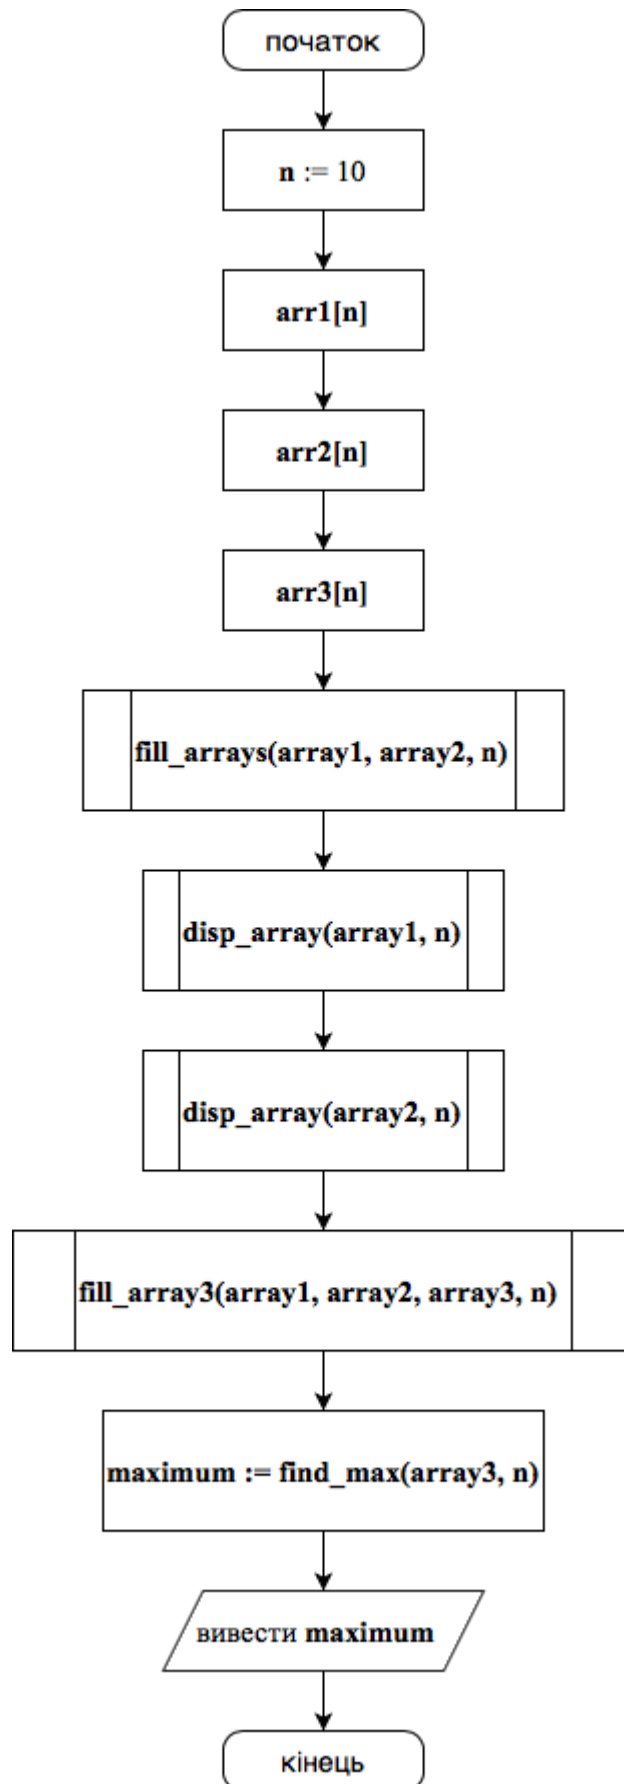 початок
n := 10
arr1[n]
arr2[n]
arr3[n]
fill_arrays(array1, array2, n)
disp_array(array1, n)
disp_array(array2, n)
fill_array3(array1, array2, array3, n)
maximum := find_max(array3, n)
вивести maximum
кінець